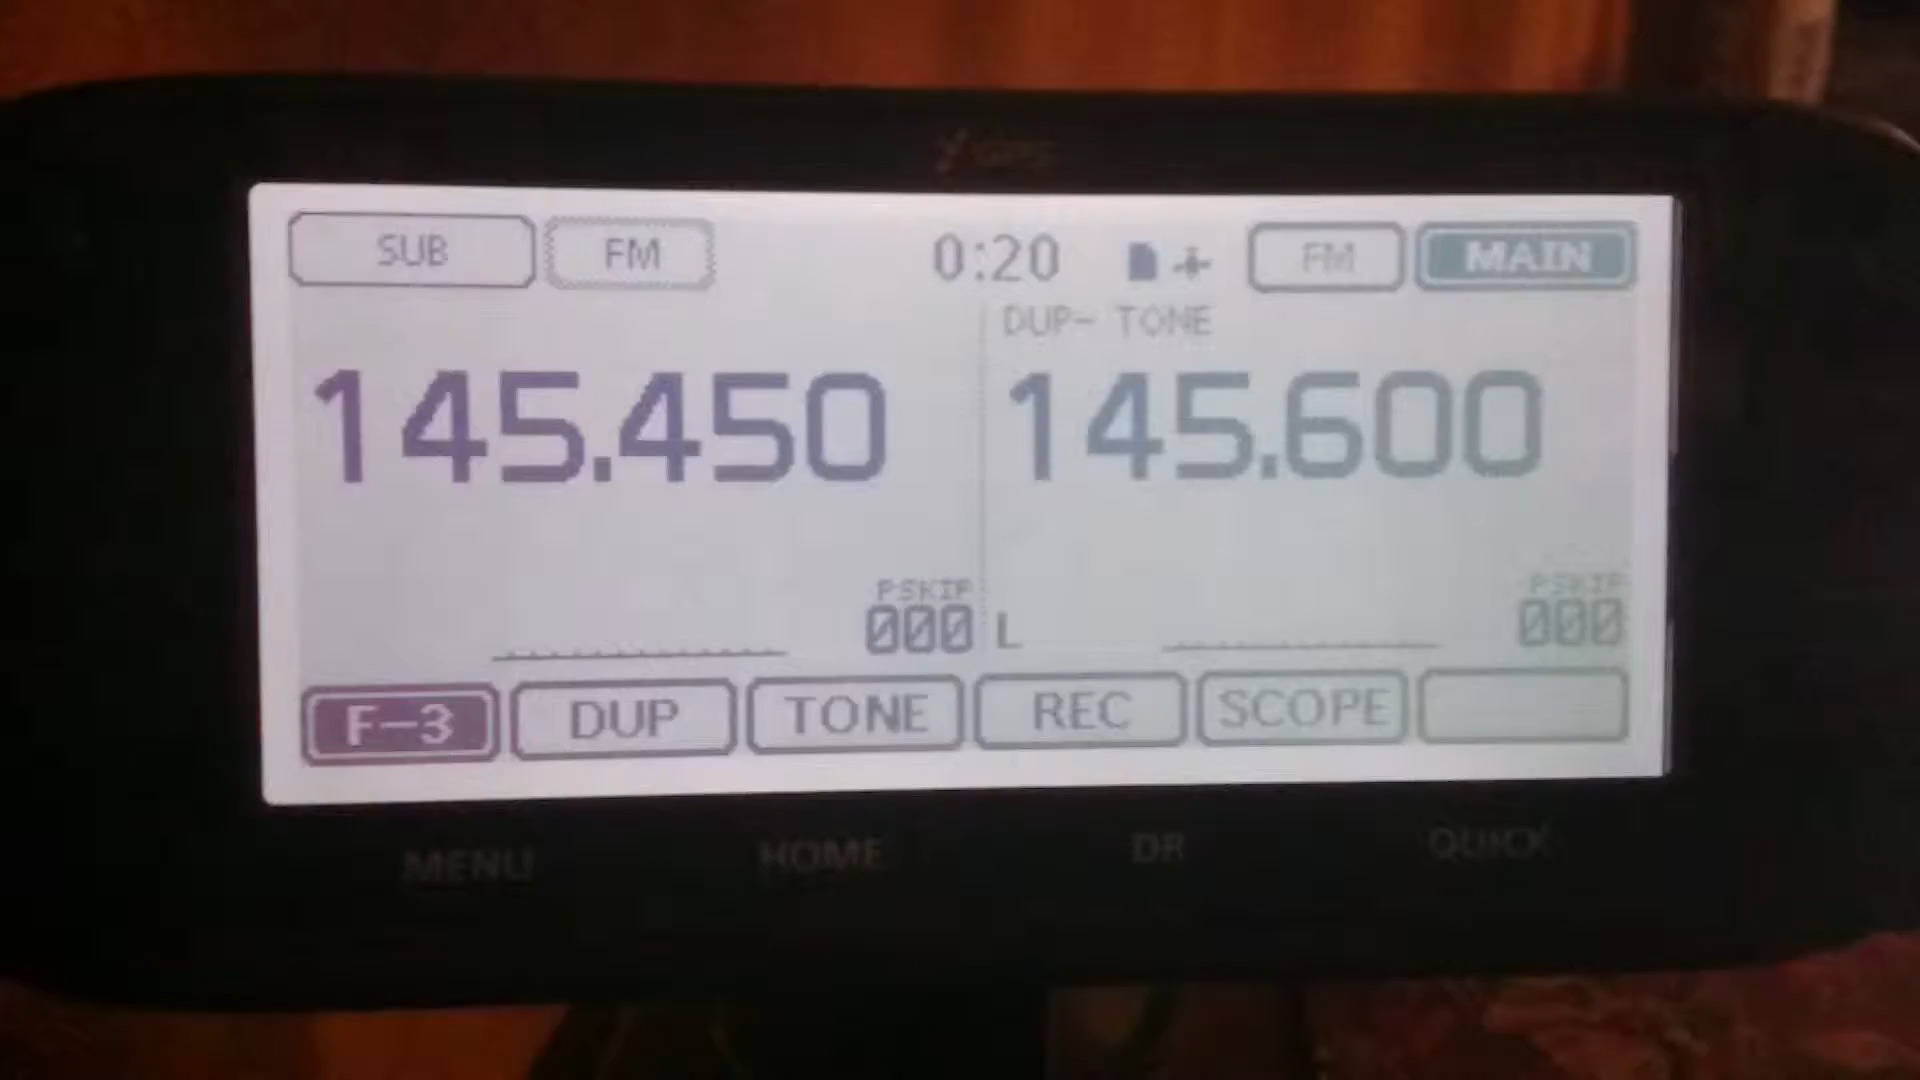 SUB FM 0:20 FM MAIN
DUP- TONE
145.450 145.600
PSKIP PSKIP
000 L 000
F-3 DUP TONE REC SCOPE
MENU HOME DR QUICK